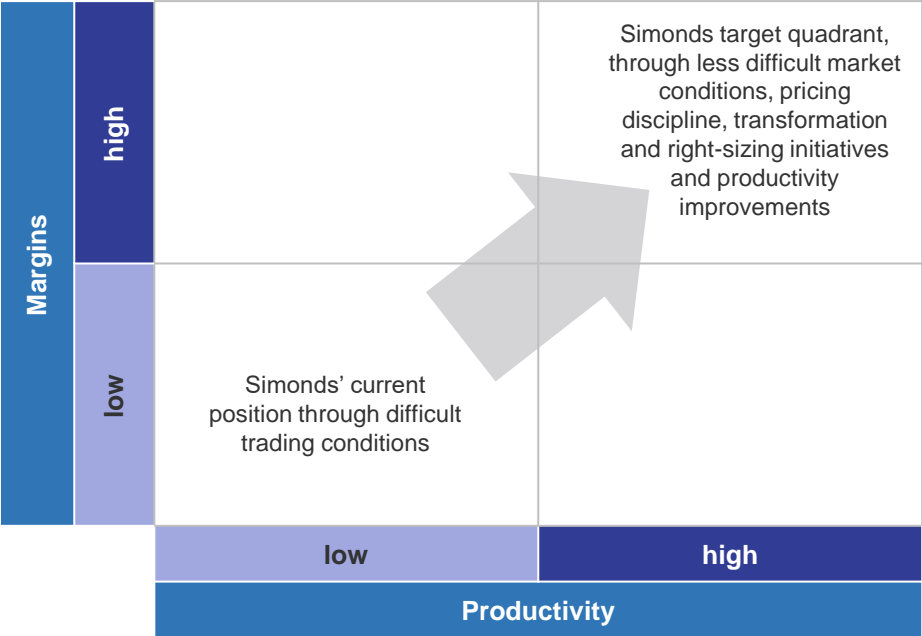 Margins
high
low
Simonds target quadrant,
through less difficult market
conditions, pricing
discipline, transformation
and right-sizing initiatives
and productivity
improvements
Simonds’ current
position through difficult
trading conditions
low
high
Productivity